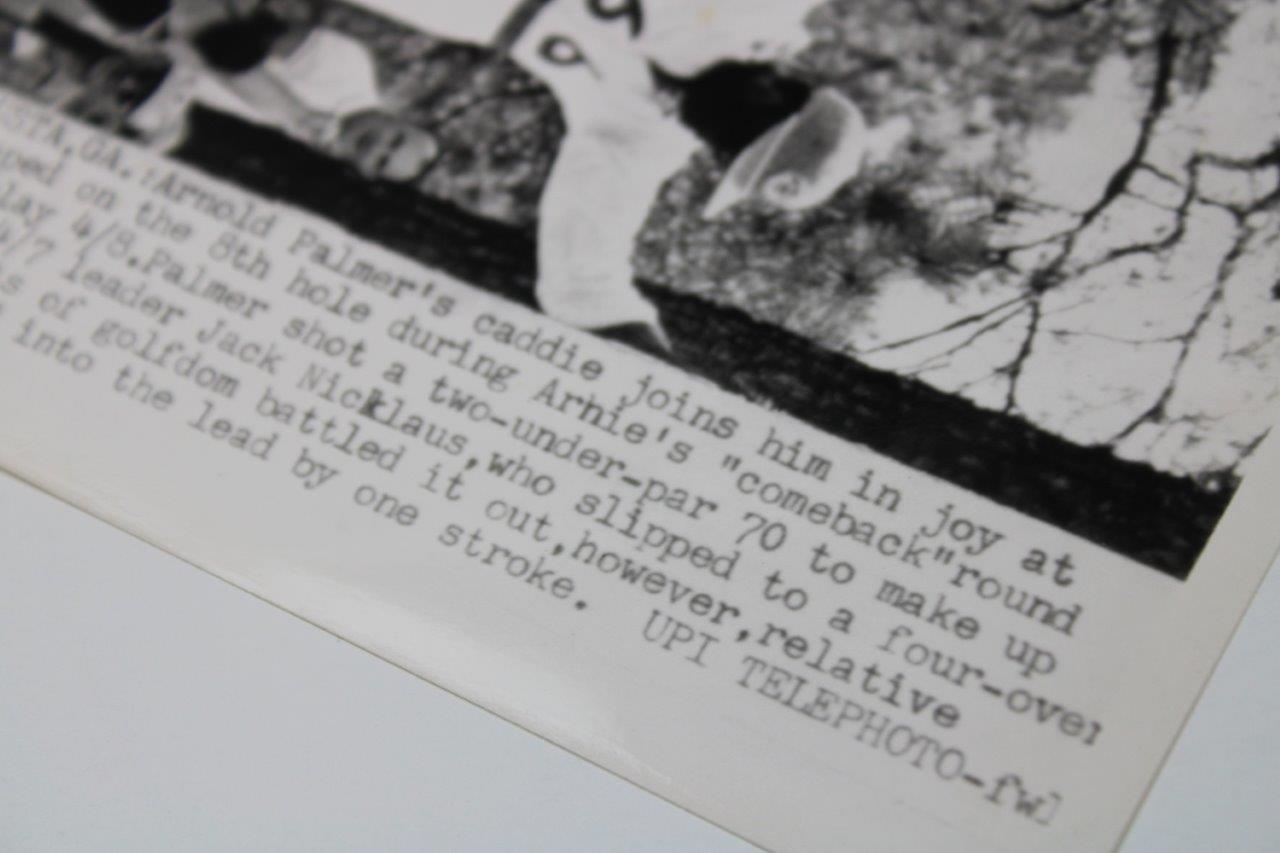 STA,GA.:Arnold Palmer's caddie joins him in joy at
ped on the 8th hole during Arnie's "comeback"round
lay 4/8.Palmer shot a two-under-par 70 to make up
4/7 leader Jack Nicklaus,who slipped to a four-over
s of golfdom battled it out,however,relative
into the lead by one stroke. UPI TELEPHOTO-fwl